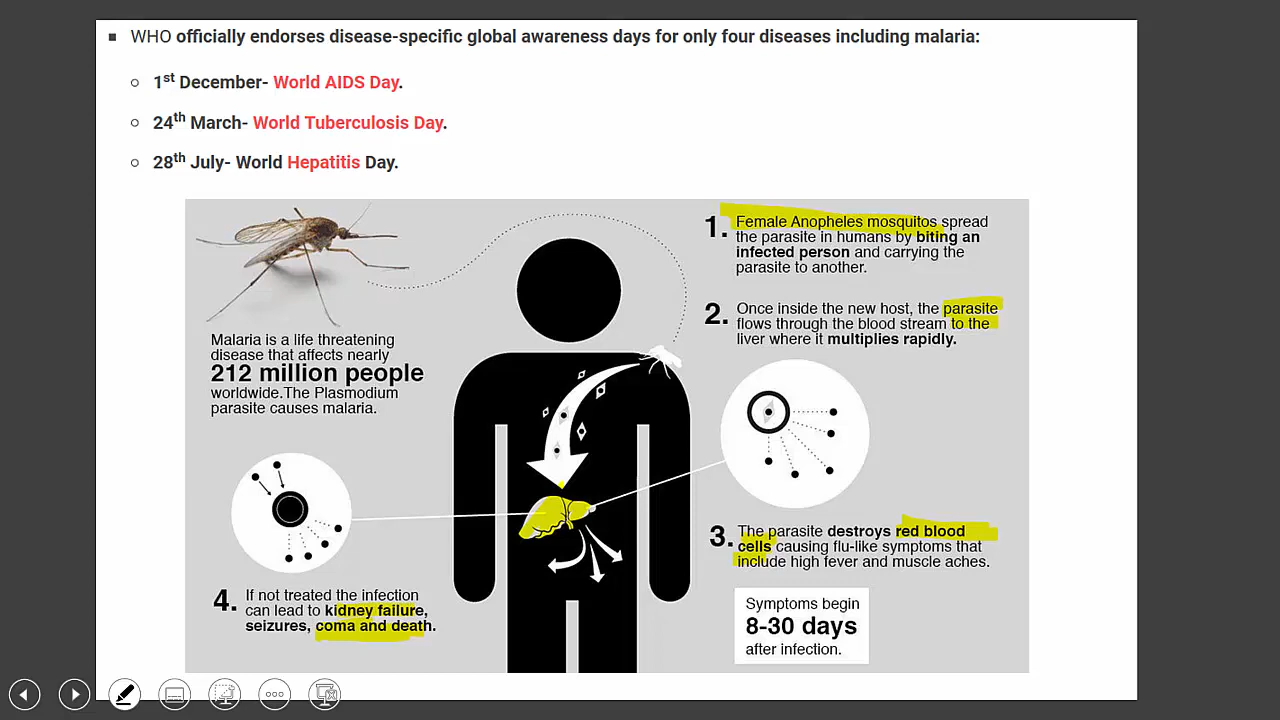 WHO officially endorses disease-specific global awareness days for only four diseases including malaria:
1st December- World AIDS Day.
24th March- World Tuberculosis Day.
28th July- World Hepatitis Day.
Malaria is a life threatening
disease that affects nearly
212 million people
worldwide.The Plasmodium
parasite causes malaria.
1. Female Anopheles mosquitos spread
the parasite in humans by biting an
infected person and carrying the
parasite to another.
2. Once inside the new host, the parasite
flows through the blood stream to the
liver where it multiplies rapidly.
3. The parasite destroys red blood
cells causing flu-like symptoms that
include high fever and muscle aches.
4. If not treated the infection
can lead to kidney failure,
seizures, coma and death.
Symptoms begin
8-30 days
after infection.